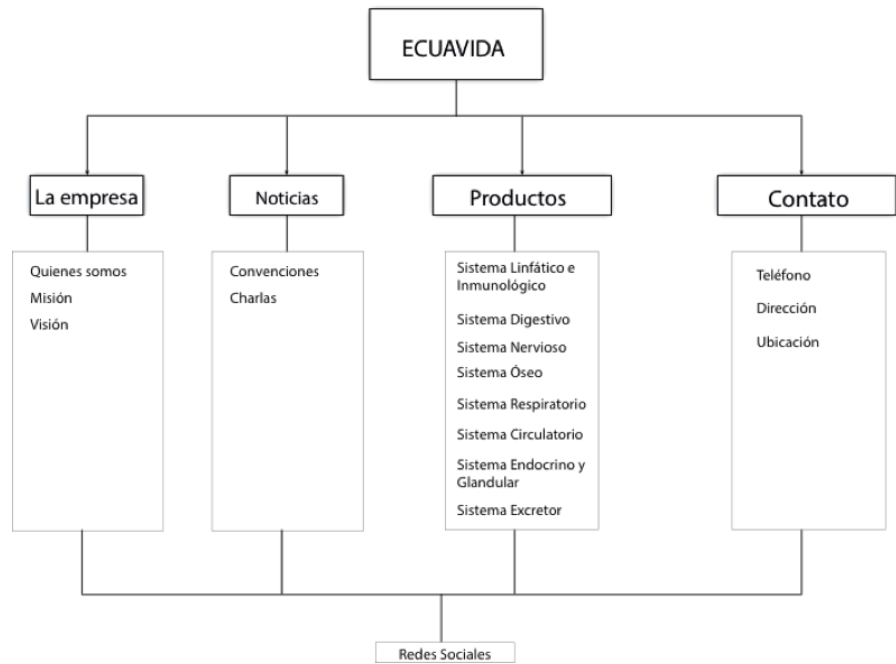 ECUAVIDA
La empresa
Noticias
Productos
Contato
Quienes somos
Misión
Visión
Convenciones
Charlas
Sistema Linfático e
Inmunológico
Sistema Digestivo
Sistema Nervioso
Sistema Óseo
Sistema Respiratorio
Sistema Circulatorio
Sistema Endocrino y
Glandular
Sistema Excretor
Teléfono
Dirección
Ubicación
Redes Sociales